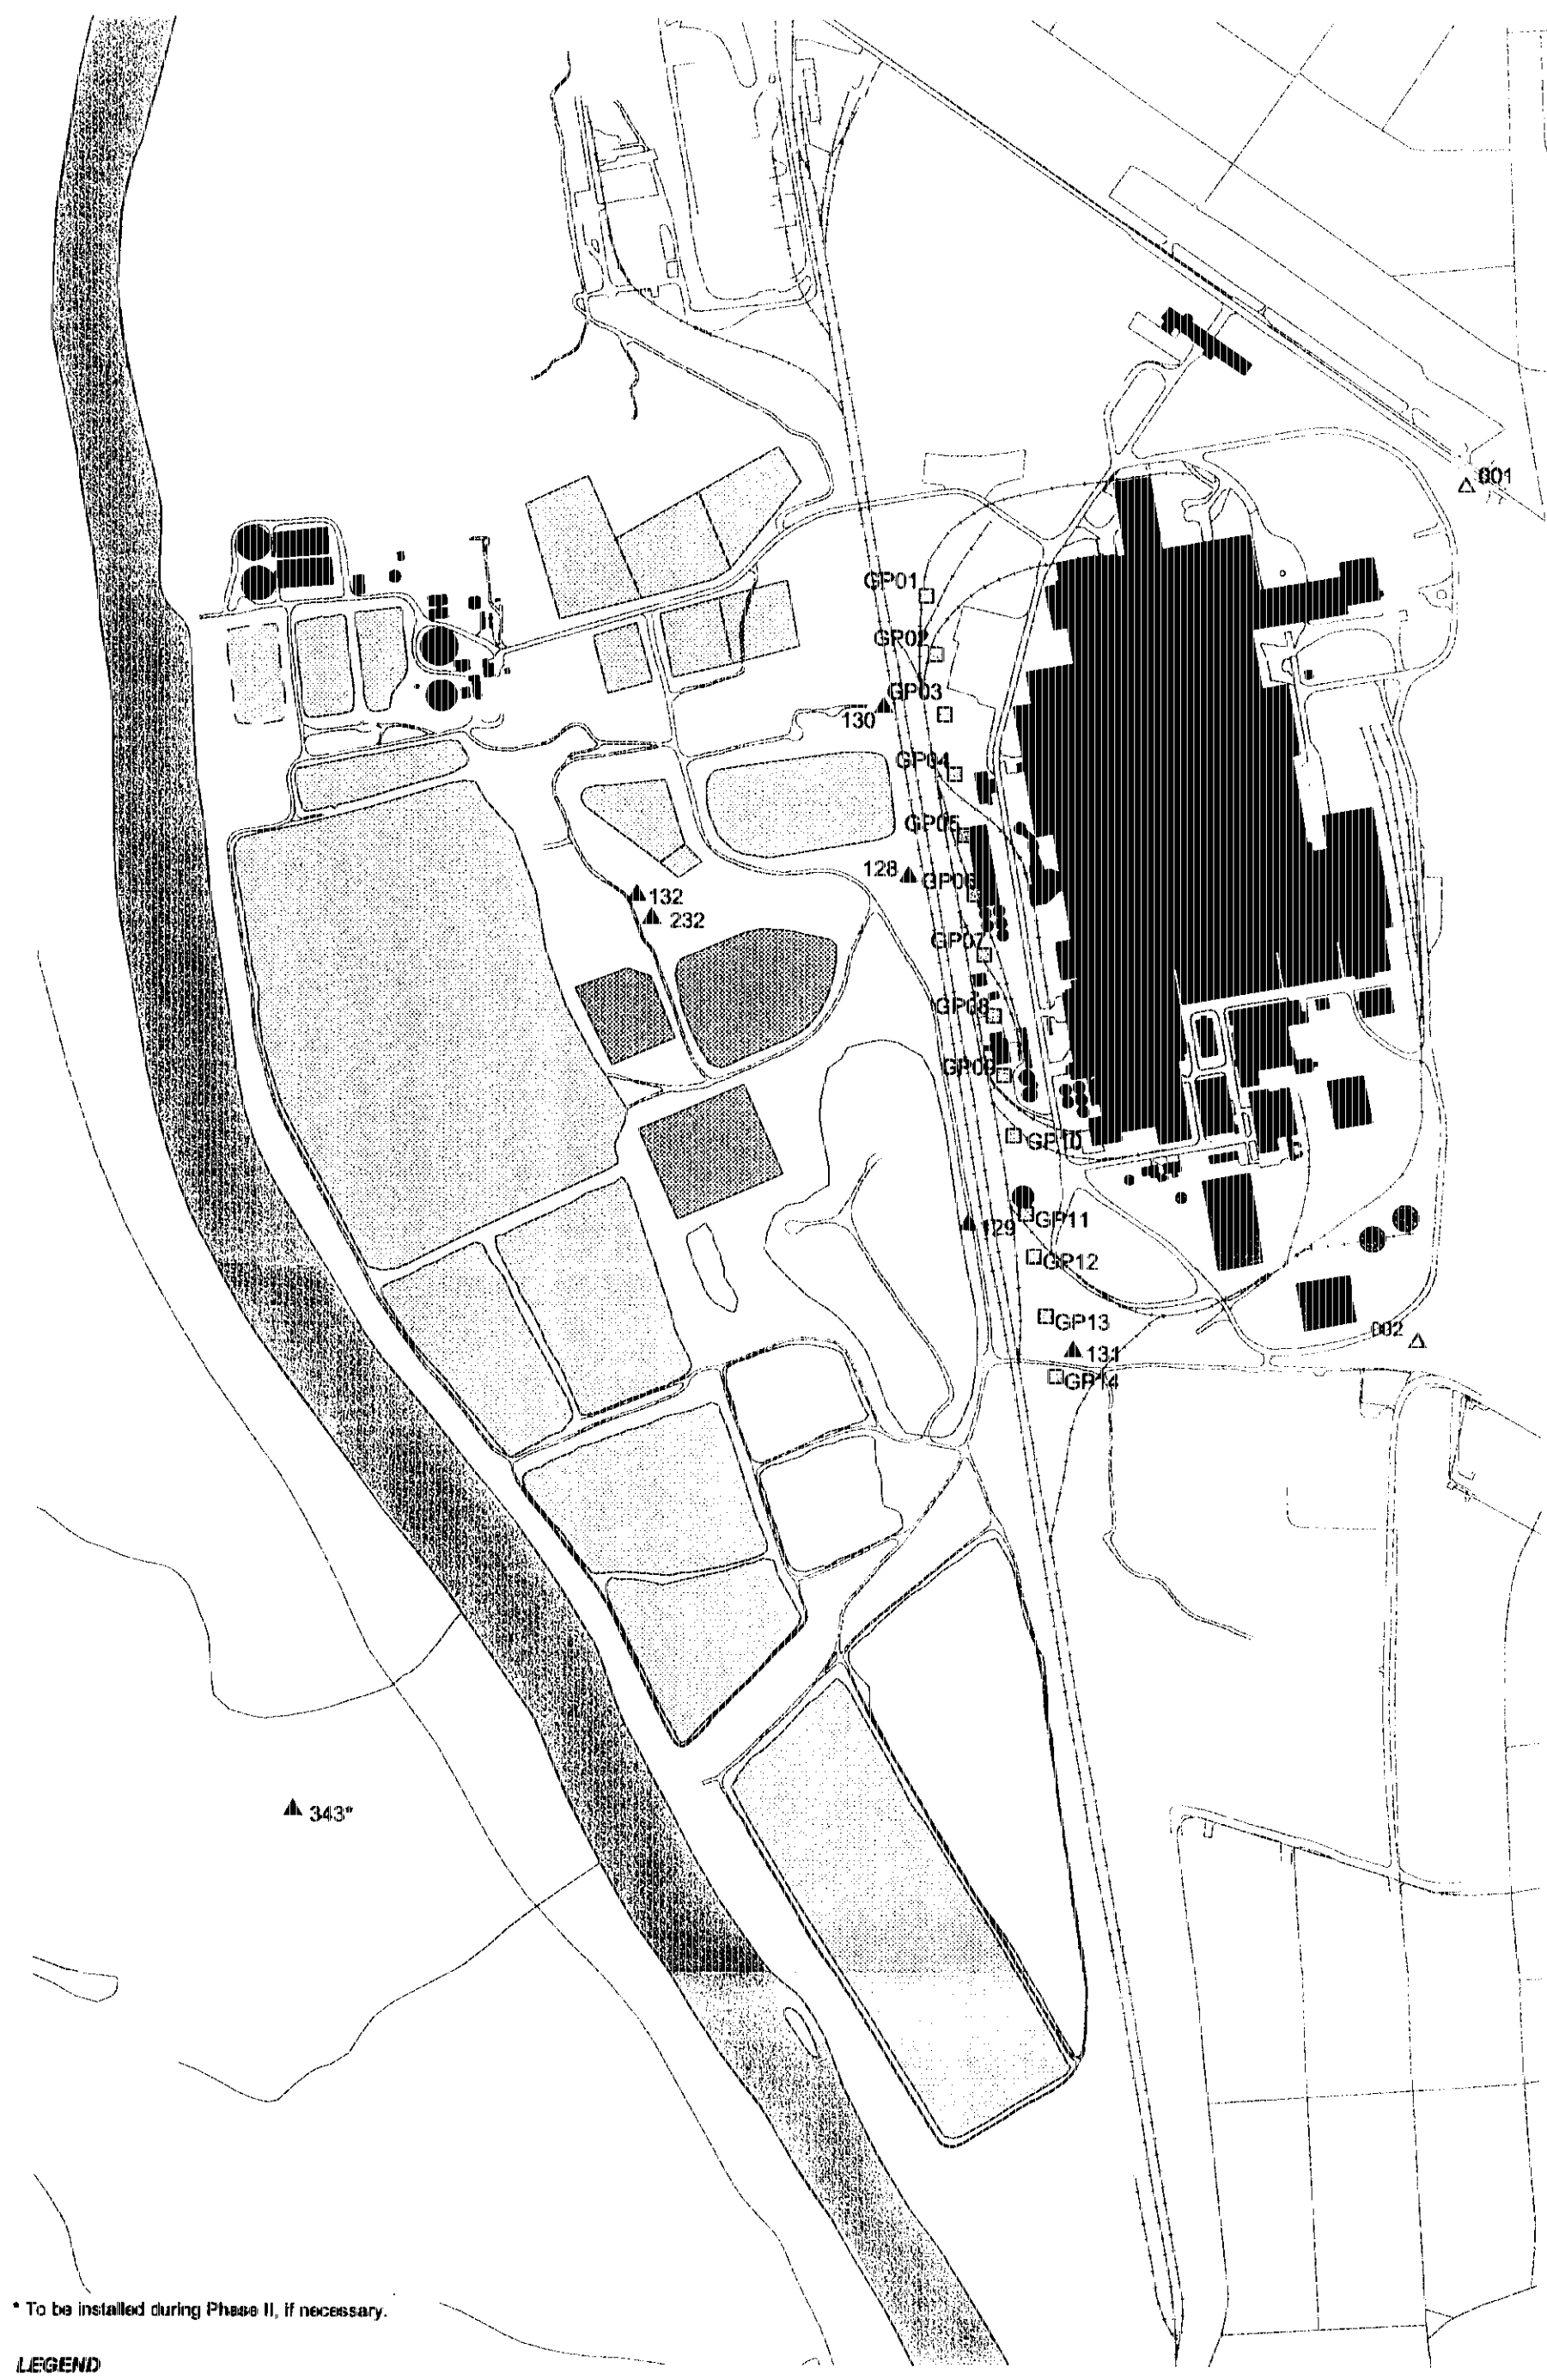 001
GP01
GP02
GP03
130
GP04
GP05
128
GP06
132
232
GP07
GP08
GP09
GP10
GP11
129
GP12
GP13
002
131
GP14
343*
* To be installed during Phase II, if necessary.
LEGEND